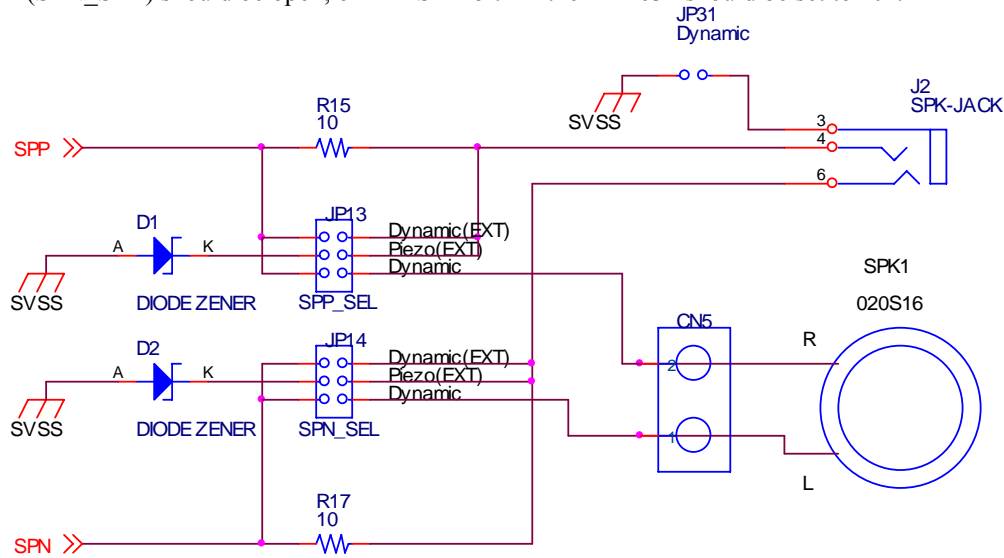 JP31
Dynamic
J2
SPK-JACK
SVSS
3
4
6
R15
10
SPP
JP13
Dynamic(EXT)
Piezo(EXT)
Dynamic
D1
A
K
SVSS
DIODE ZENER
SPP_SEL
SPK1
020S16
CN5
R
2
1
L
JP14
Dynamic(EXT)
Piezo(EXT)
Dynamic
D2
A
K
SVSS
DIODE ZENER
SPN_SEL
R17
10
SPN